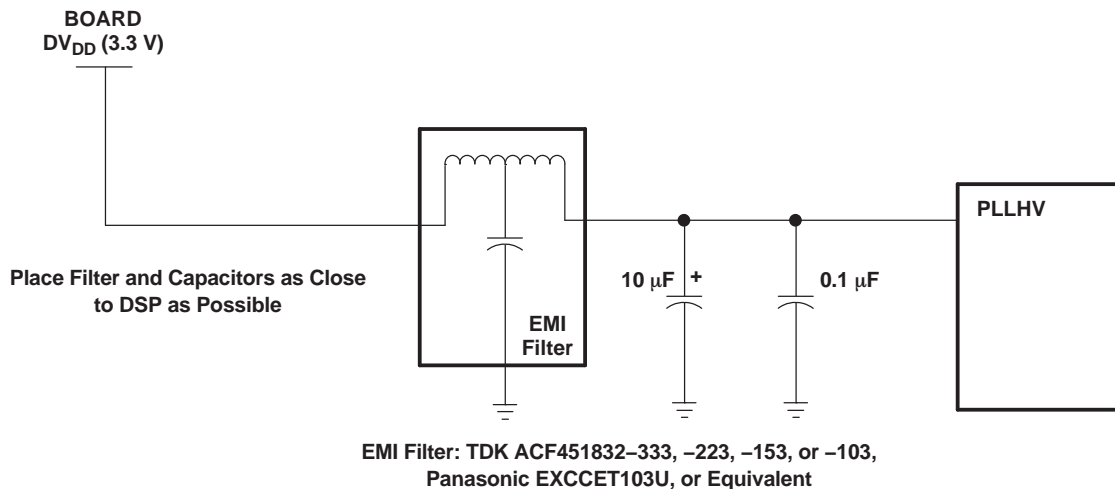 BOARD
DVDD (3.3 V)
PLLHV
Place Filter and Capacitors as Close
to DSP as Possible
10 μF +
0.1 μF
EMI
Filter
EMI Filter: TDK ACF451832–333, –223, –153, or –103,
Panasonic EXCCET103U, or Equivalent